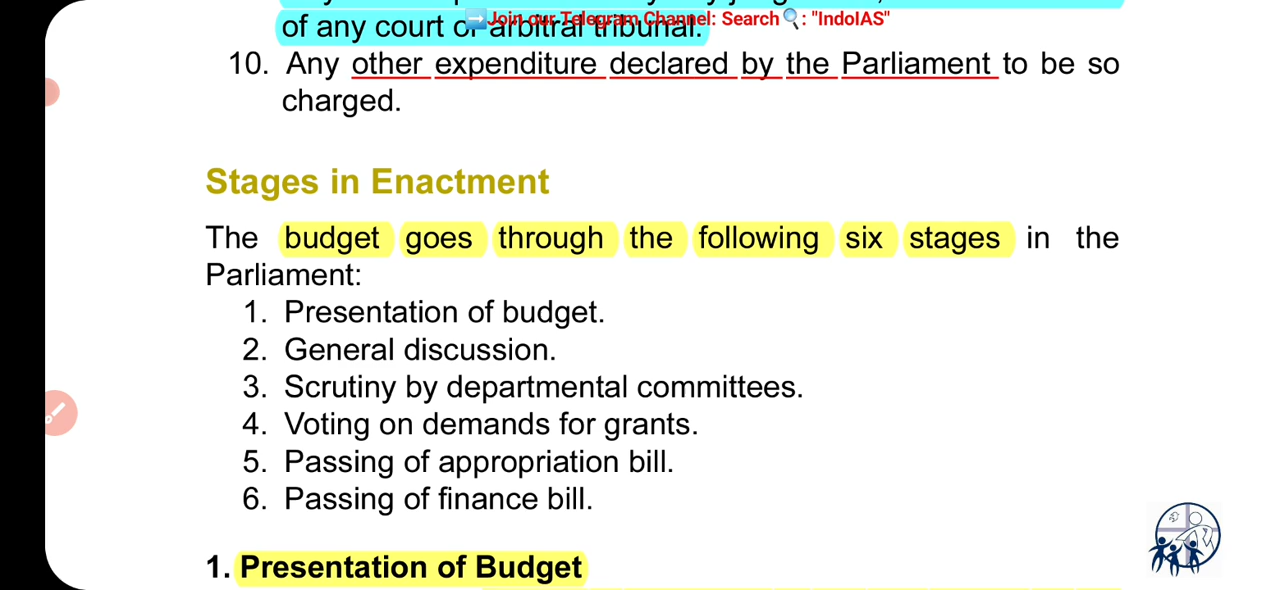 ➡️Join our Telegram Channel: Search🔍: "IndoIAS"
of any court or arbitral tribunal.
10. Any other expenditure declared by the Parliament to be so
charged.
Stages in Enactment
The budget goes through the following six stages in the
Parliament:
1. Presentation of budget.
2. General discussion.
3. Scrutiny by departmental committees.
4. Voting on demands for grants.
5. Passing of appropriation bill.
6. Passing of finance bill.
1. Presentation of Budget